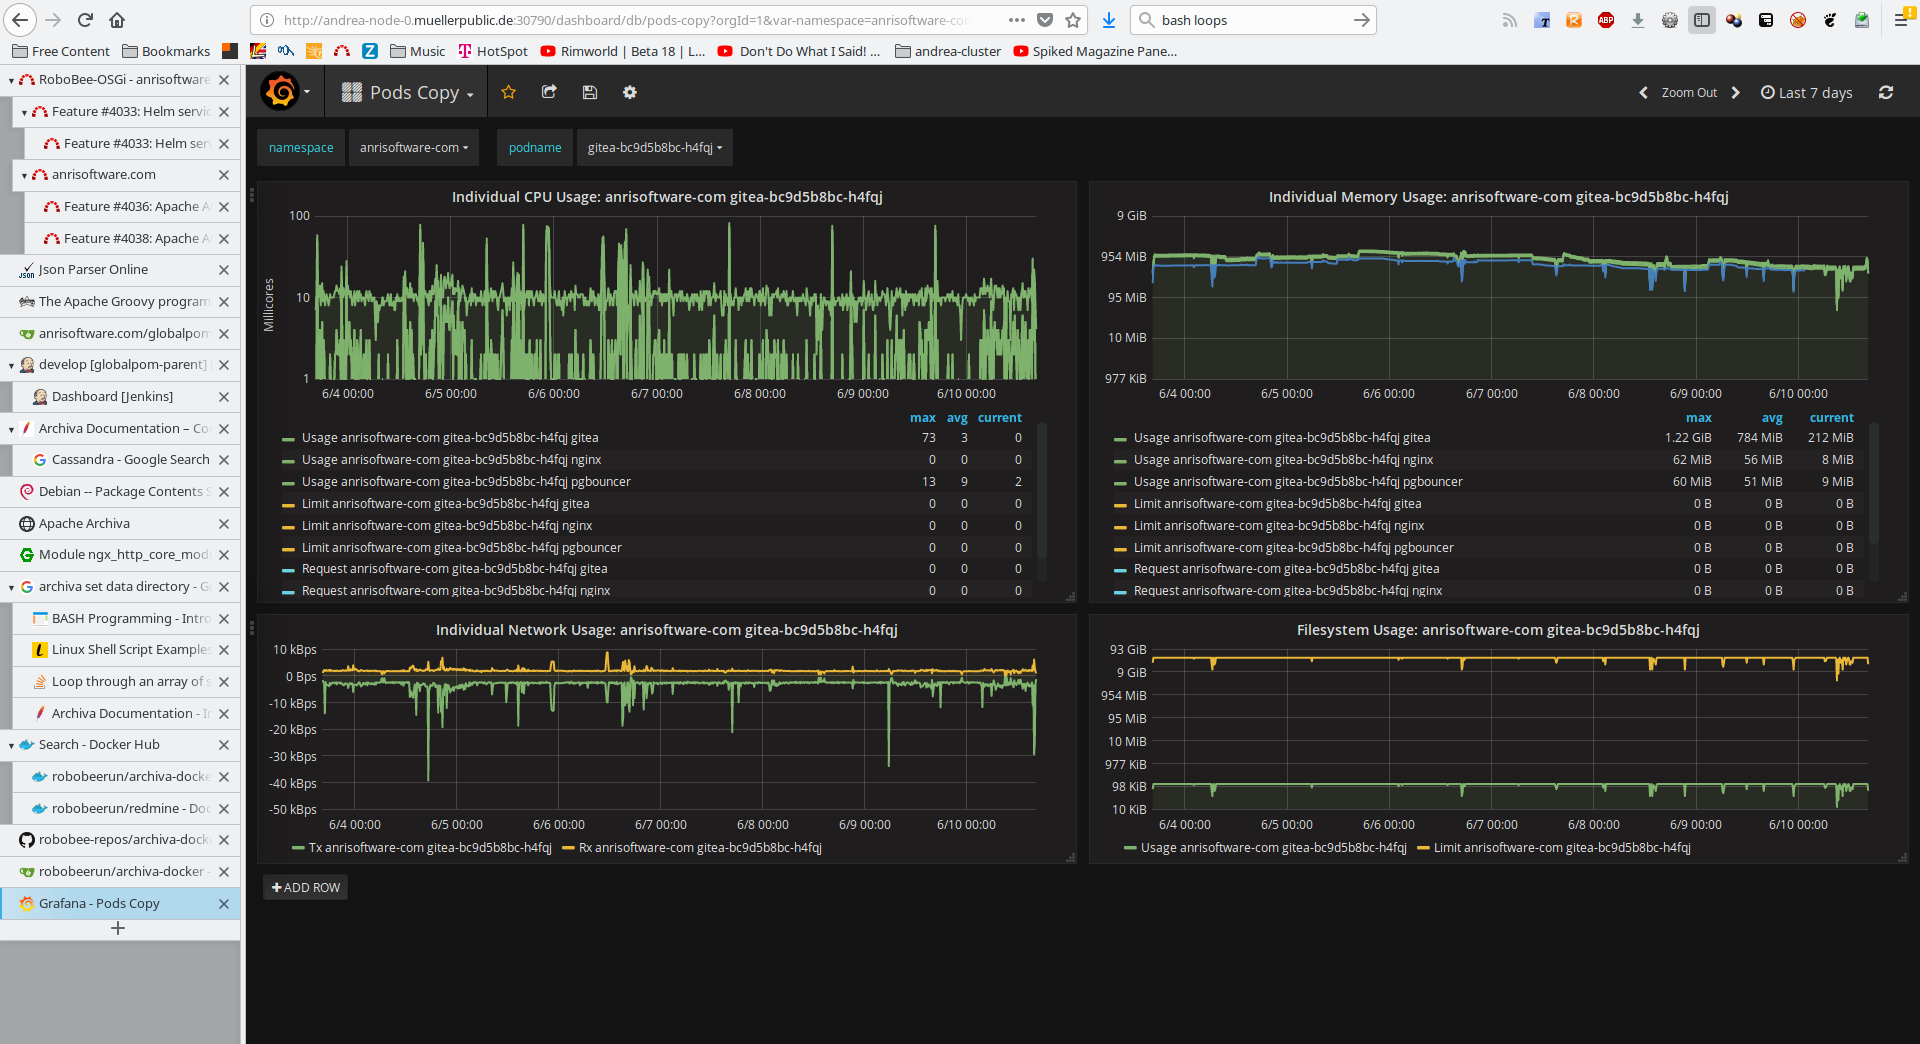 http://andrea-node-0.muellerpublic.de:30790/dashboard/db/pods-copy?orgId=1&var-namespace=anrisoftware-co
bash loops
Free Content
Bookmarks
Music
HotSpot
Rimworld | Beta 18 | L...
Don't Do What I Said! ...
andrea-cluster
Spiked Magazine Pane...
RoboBee-OSGi - anrisoftware
Feature #4033: Helm servic
Feature #4033: Helm ser
anrisoftware.com
Feature #4036: Apache A
Feature #4038: Apache A
Json Parser Online
The Apache Groovy program
anrisoftware.com/globalpom
develop [globalpom-parent]
Dashboard [Jenkins]
Archiva Documentation – Co
Cassandra - Google Search
Debian -- Package Contents S
Apache Archiva
Module ngx_http_core_mod
archiva set data directory - G
BASH Programming - Intro
Linux Shell Script Examples
Loop through an array of s
Archiva Documentation - I
Search - Docker Hub
robobeerun/archiva-docke
robobeerun/redmine - Doc
robobee-repos/archiva-dock
robobeerun/archiva-docker -
Grafana - Pods Copy
Pods Copy
Zoom Out
Last 7 days
namespace
anrisoftware-com
podname
gitea-bc9d5b8bc-h4fqj
Individual CPU Usage: anrisoftware-com gitea-bc9d5b8bc-h4fqj
Millicores
100
10
1
6/4 00:00 6/5 00:00 6/6 00:00 6/7 00:00 6/8 00:00 6/9 00:00 6/10 00:00
max avg current
Usage anrisoftware-com gitea-bc9d5b8bc-h4fqj gitea 73 3 0
Usage anrisoftware-com gitea-bc9d5b8bc-h4fqj nginx 0 0 0
Usage anrisoftware-com gitea-bc9d5b8bc-h4fqj pgbouncer 13 9 2
Limit anrisoftware-com gitea-bc9d5b8bc-h4fqj gitea 0 0 0
Limit anrisoftware-com gitea-bc9d5b8bc-h4fqj nginx 0 0 0
Limit anrisoftware-com gitea-bc9d5b8bc-h4fqj pgbouncer 0 0 0
Request anrisoftware-com gitea-bc9d5b8bc-h4fqj gitea 0 0 0
Request anrisoftware-com gitea-bc9d5b8bc-h4fqj nginx 0 0 0
Individual Memory Usage: anrisoftware-com gitea-bc9d5b8bc-h4fqj
9 GiB
954 MiB
95 MiB
10 MiB
977 KiB
6/4 00:00 6/5 00:00 6/6 00:00 6/7 00:00 6/8 00:00 6/9 00:00 6/10 00:00
max avg current
Usage anrisoftware-com gitea-bc9d5b8bc-h4fqj gitea 1.22 GiB 784 MiB 212 MiB
Usage anrisoftware-com gitea-bc9d5b8bc-h4fqj nginx 62 MiB 56 MiB 8 MiB
Usage anrisoftware-com gitea-bc9d5b8bc-h4fqj pgbouncer 60 MiB 51 MiB 9 MiB
Limit anrisoftware-com gitea-bc9d5b8bc-h4fqj gitea 0 B 0 B 0 B
Limit anrisoftware-com gitea-bc9d5b8bc-h4fqj nginx 0 B 0 B 0 B
Limit anrisoftware-com gitea-bc9d5b8bc-h4fqj pgbouncer 0 B 0 B 0 B
Request anrisoftware-com gitea-bc9d5b8bc-h4fqj gitea 0 B 0 B 0 B
Request anrisoftware-com gitea-bc9d5b8bc-h4fqj nginx 0 B 0 B 0 B
Individual Network Usage: anrisoftware-com gitea-bc9d5b8bc-h4fqj
10 kBps
0 Bps
-10 kBps
-20 kBps
-30 kBps
-40 kBps
-50 kBps
6/4 00:00 6/5 00:00 6/6 00:00 6/7 00:00 6/8 00:00 6/9 00:00 6/10 00:00
Tx anrisoftware-com gitea-bc9d5b8bc-h4fqj Rx anrisoftware-com gitea-bc9d5b8bc-h4fqj
Filesystem Usage: anrisoftware-com gitea-bc9d5b8bc-h4fqj
93 GiB
9 GiB
954 MiB
95 MiB
10 MiB
977 KiB
98 KiB
10 KiB
6/4 00:00 6/5 00:00 6/6 00:00 6/7 00:00 6/8 00:00 6/9 00:00 6/10 00:00
Usage anrisoftware-com gitea-bc9d5b8bc-h4fqj Limit anrisoftware-com gitea-bc9d5b8bc-h4fqj
ADD ROW